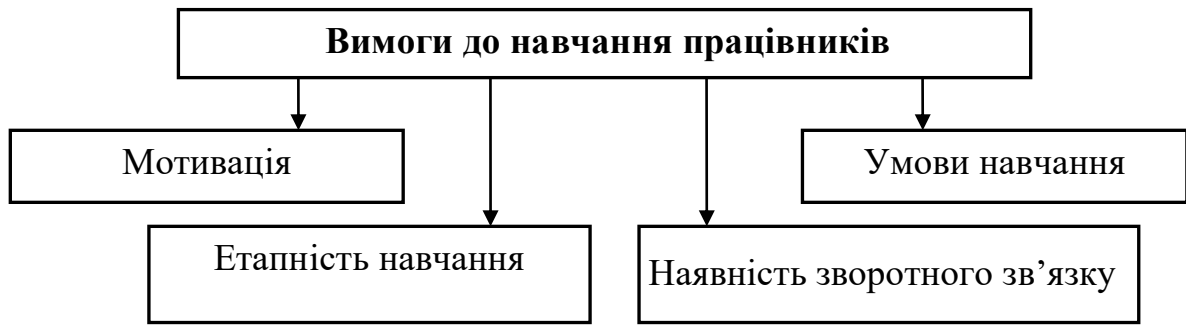 Вимоги до навчання працівників
Мотивація
Умови навчання
Етапність навчання
Наявність зворотного зв’язку